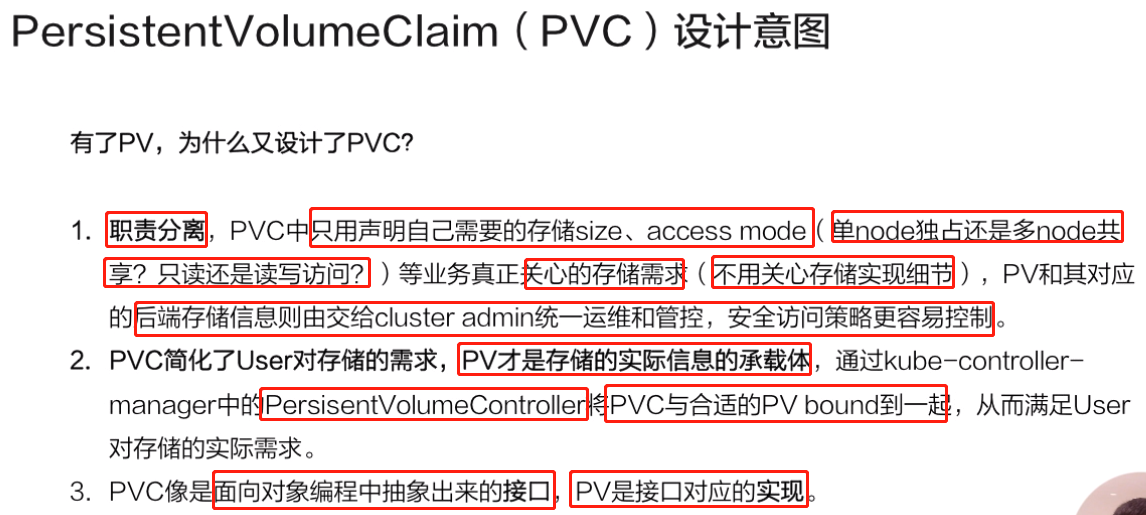 PersistentVolumeClaim（PVC）设计意图
有了PV，为什么又设计了PVC?
1. 职责分离，PVC中只用声明自己需要的存储size、access mode（单node独占还是多node共
享？只读还是读写访问？）等业务真正关心的存储需求（不用关心存储实现细节），PV和其对应
的后端存储信息则由交给cluster admin统一运维和管控，安全访问策略更容易控制。
2. PVC简化了User对存储的需求，PV才是存储的实际信息的承载体，通过kube-controller-
manager中的PersisentVolumeController将PVC与合适的PV bound到一起，从而满足User
对存储的实际需求。
3. PVC像是面向对象编程中抽象出来的接口，PV是接口对应的实现。